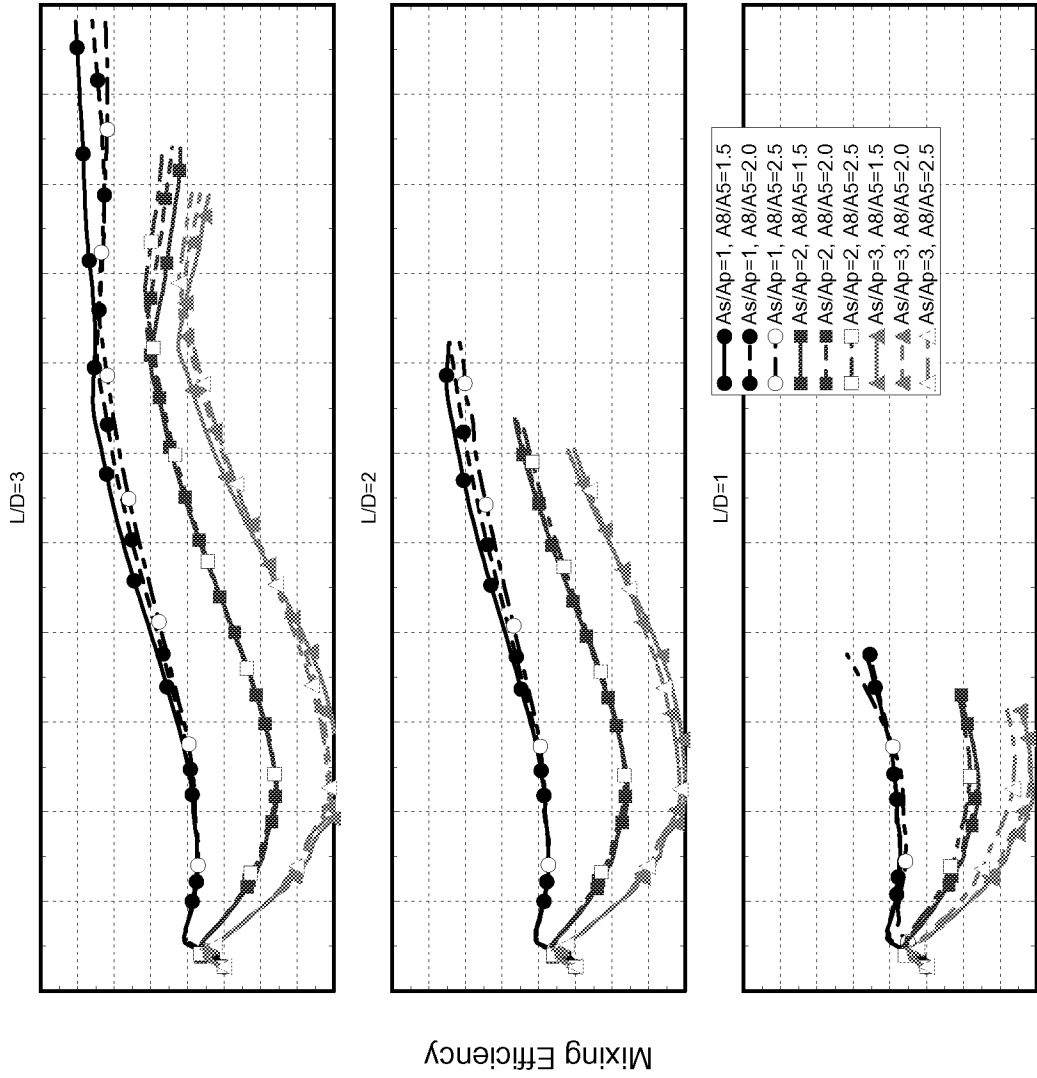 L/D=3
L/D=2
L/D=1
As/Ap=1, A8/A5=1.5
As/Ap=1, A8/A5=2.0
As/Ap=1, A8/A5=2.5
As/Ap=2, A8/A5=1.5
As/Ap=2, A8/A5=2.0
As/Ap=2, A8/A5=2.5
As/Ap=3, A8/A5=1.5
As/Ap=3, A8/A5=2.0
As/Ap=3, A8/A5=2.5
Mixing Efficiency